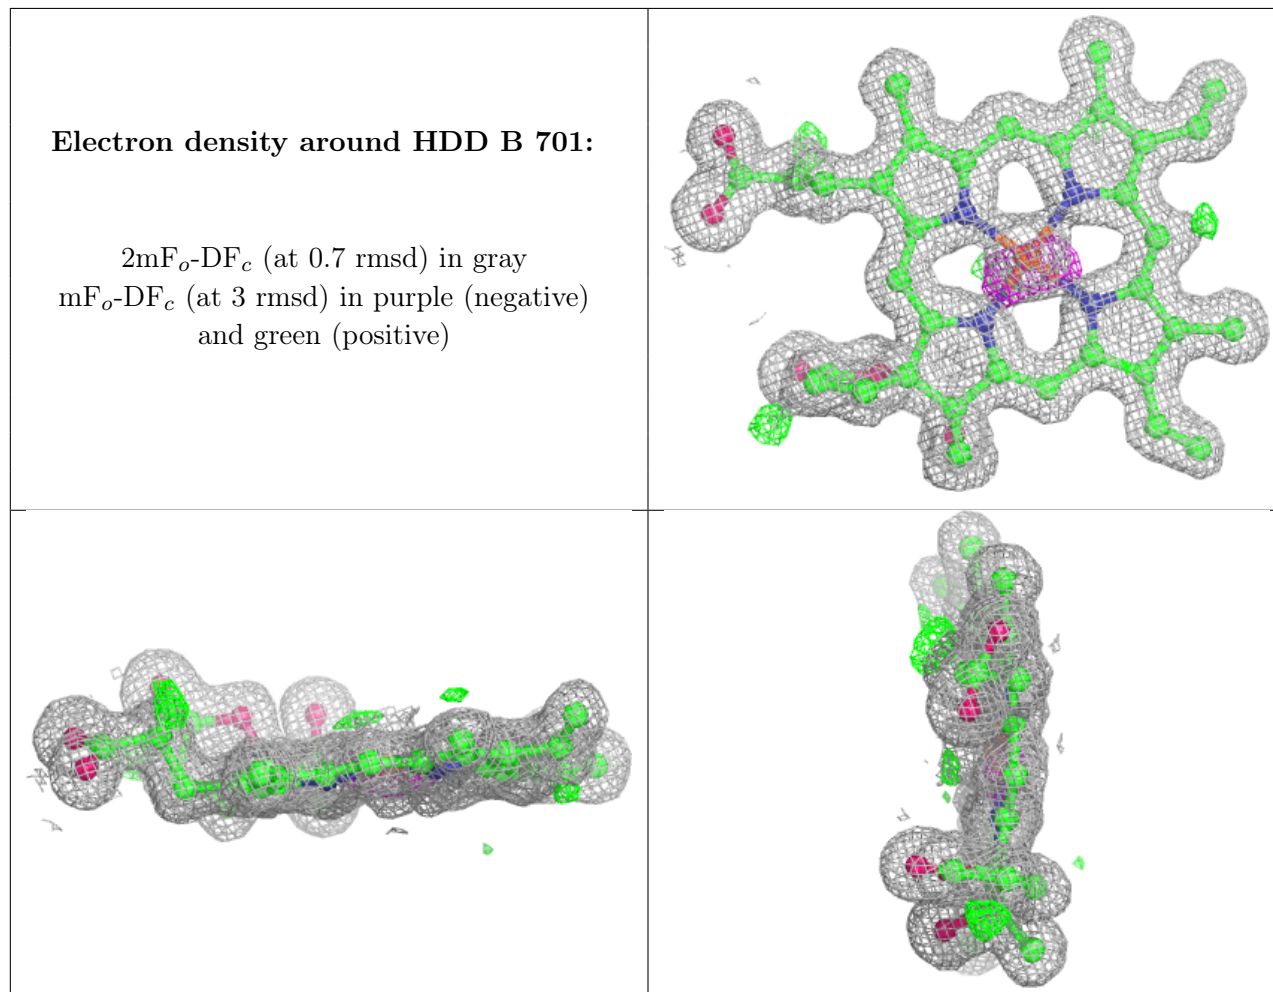 Electron density around HDD B 701:
2mFo-DFc (at 0.7 rmsd) in gray
mFo-DFc (at 3 rmsd) in purple (negative)
and green (positive)